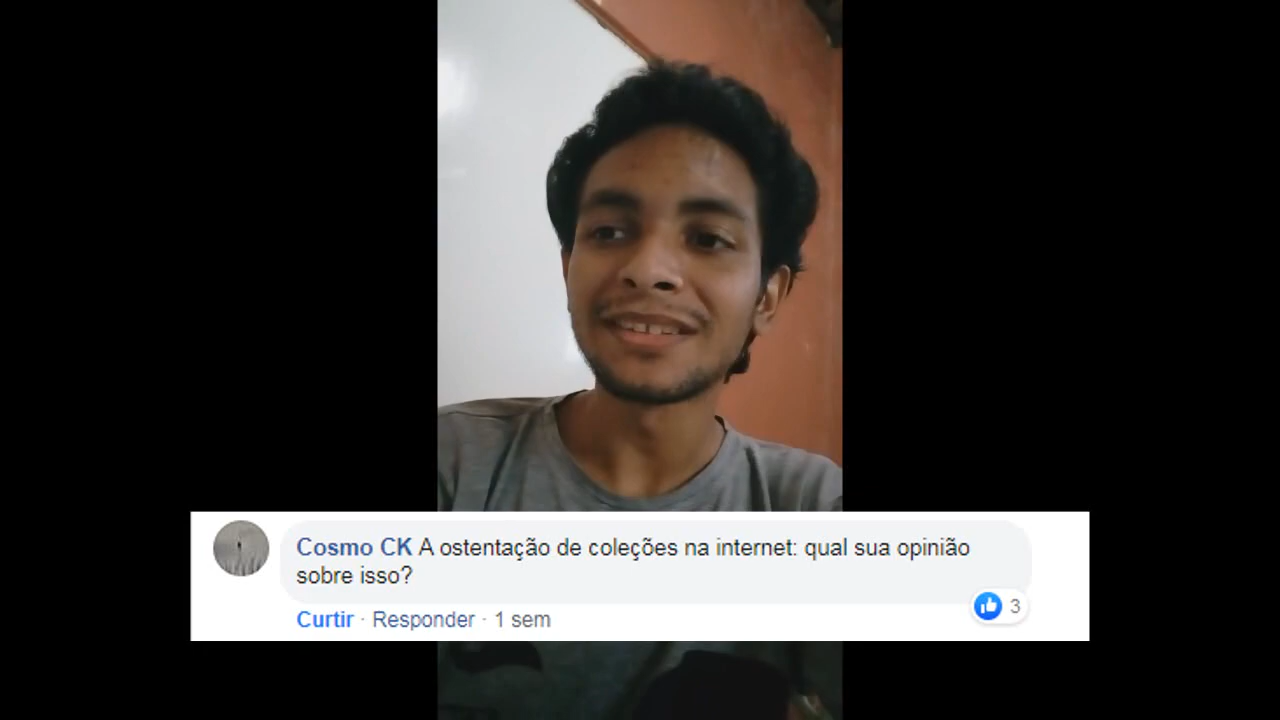 Cosmo CK A ostentação de coleções na internet: qual sua opinião
sobre isso?
3
Curtir · Responder · 1 sem